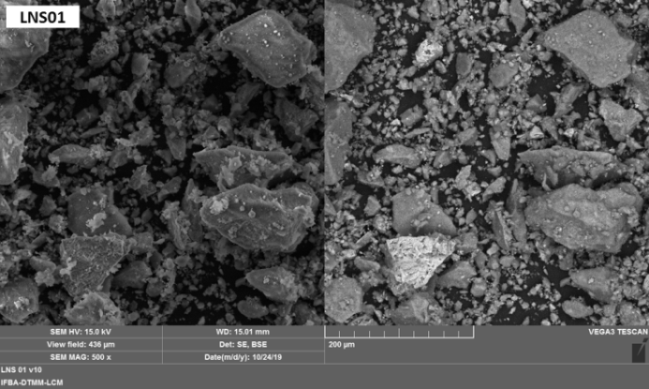 LNS01
SEM HV: 15.0 kV WD: 15.01 mm VEGA3 TESCAN
View field: 436 µm Det: SE, BSE 200 µm
SEM MAG: 500 x Date(m/d/y): 10/24/19
LNS 01 v10
IFBA-DTMM-LCM